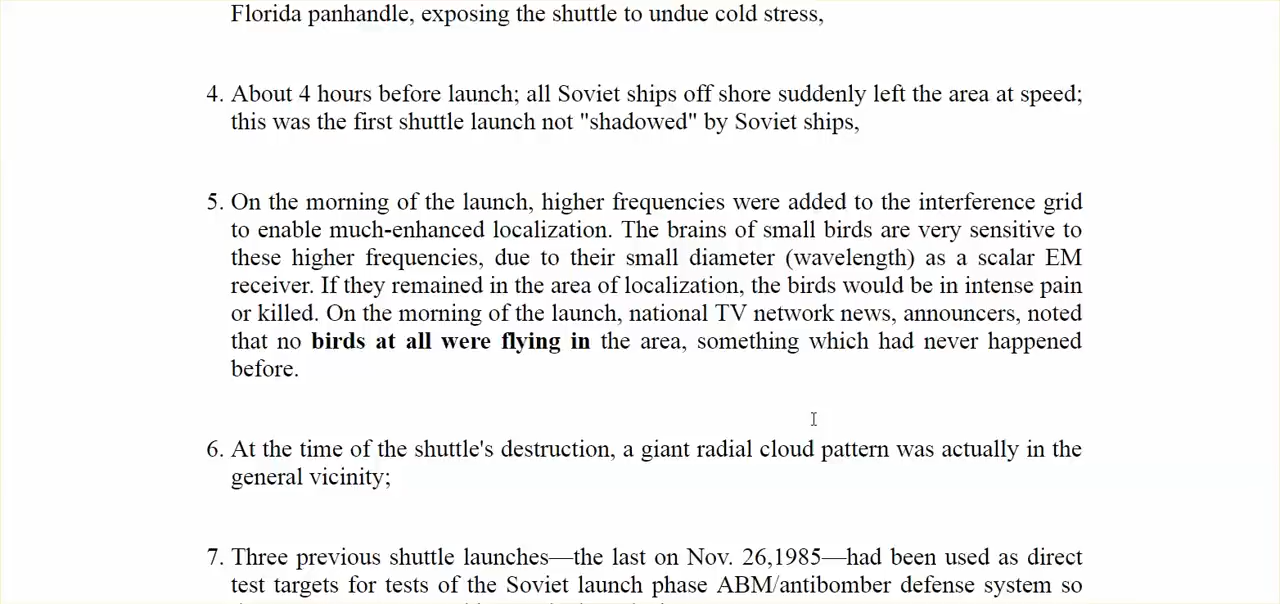 Florida panhandle, exposing the shuttle to undue cold stress,
4. About 4 hours before launch; all Soviet ships off shore suddenly left the area at speed;
this was the first shuttle launch not "shadowed" by Soviet ships,
5. On the morning of the launch, higher frequencies were added to the interference grid
to enable much-enhanced localization. The brains of small birds are very sensitive to
these higher frequencies, due to their small diameter (wavelength) as a scalar EM
receiver. If they remained in the area of localization, the birds would be in intense pain
or killed. On the morning of the launch, national TV network news, announcers, noted
that no birds at all were flying in the area, something which had never happened
before.
6. At the time of the shuttle's destruction, a giant radial cloud pattern was actually in the
general vicinity;
7. Three previous shuttle launches—the last on Nov. 26,1985—had been used as direct
test targets for tests of the Soviet launch phase ABM/antibomber defense system so